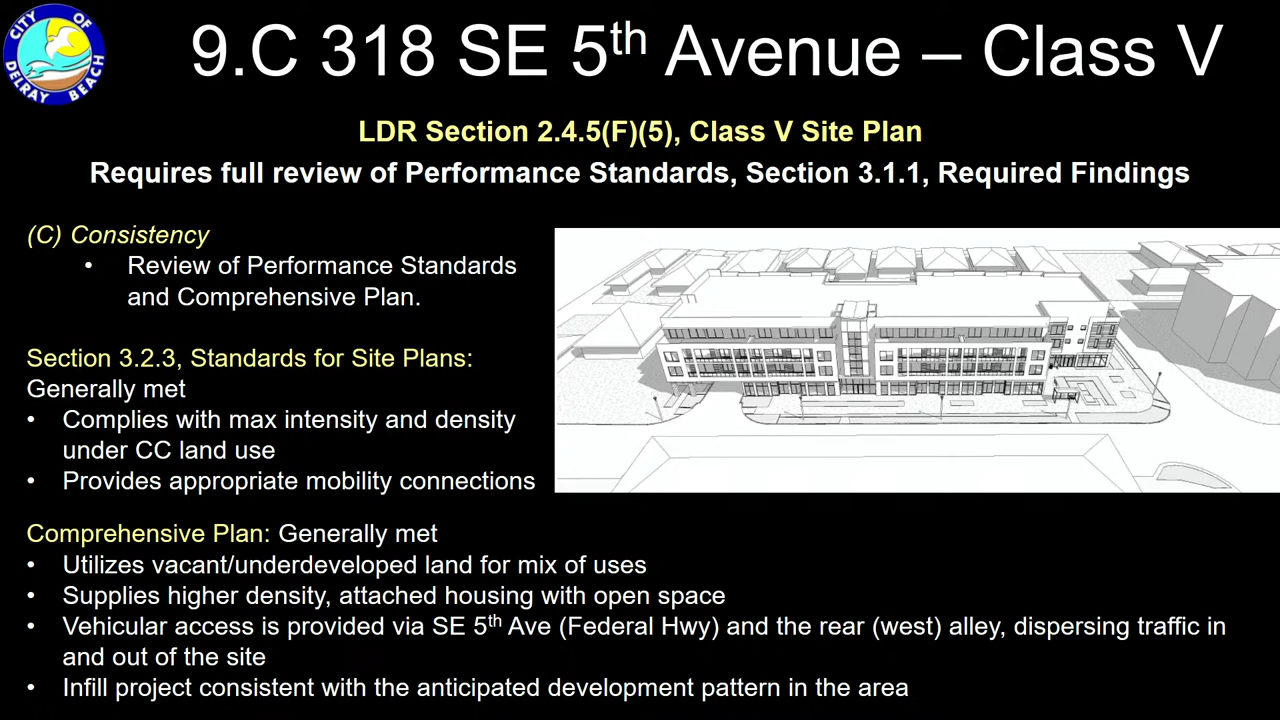 CITY OF
DELRAY BEACH
9.C 318 SE 5th Avenue – Class V
LDR Section 2.4.5(F)(5), Class V Site Plan
Requires full review of Performance Standards, Section 3.1.1, Required Findings
(C) Consistency
• Review of Performance Standards
and Comprehensive Plan.
Section 3.2.3, Standards for Site Plans:
Generally met
• Complies with max intensity and density
under CC land use
• Provides appropriate mobility connections
Comprehensive Plan: Generally met
• Utilizes vacant/underdeveloped land for mix of uses
• Supplies higher density, attached housing with open space
• Vehicular access is provided via SE 5th Ave (Federal Hwy) and the rear (west) alley, dispersing traffic in
and out of the site
• Infill project consistent with the anticipated development pattern in the area